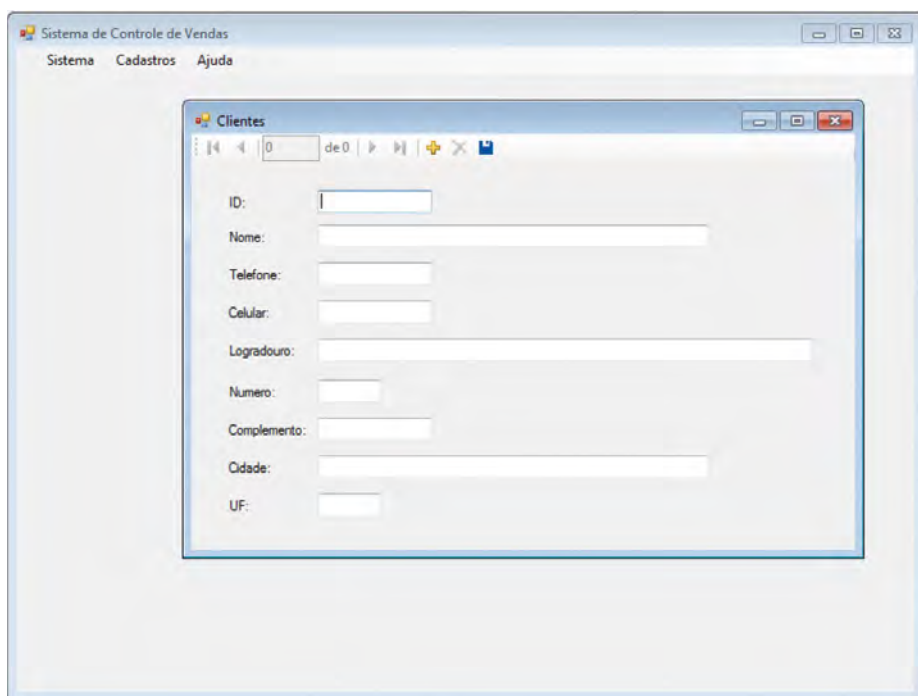 Sistema de Controle de Vendas
Sistema Cadastros Ajuda
Clientes
0 de 0
ID:
Nome:
Telefone:
Celular:
Logradouro:
Numero:
Complemento:
Cidade:
UF: